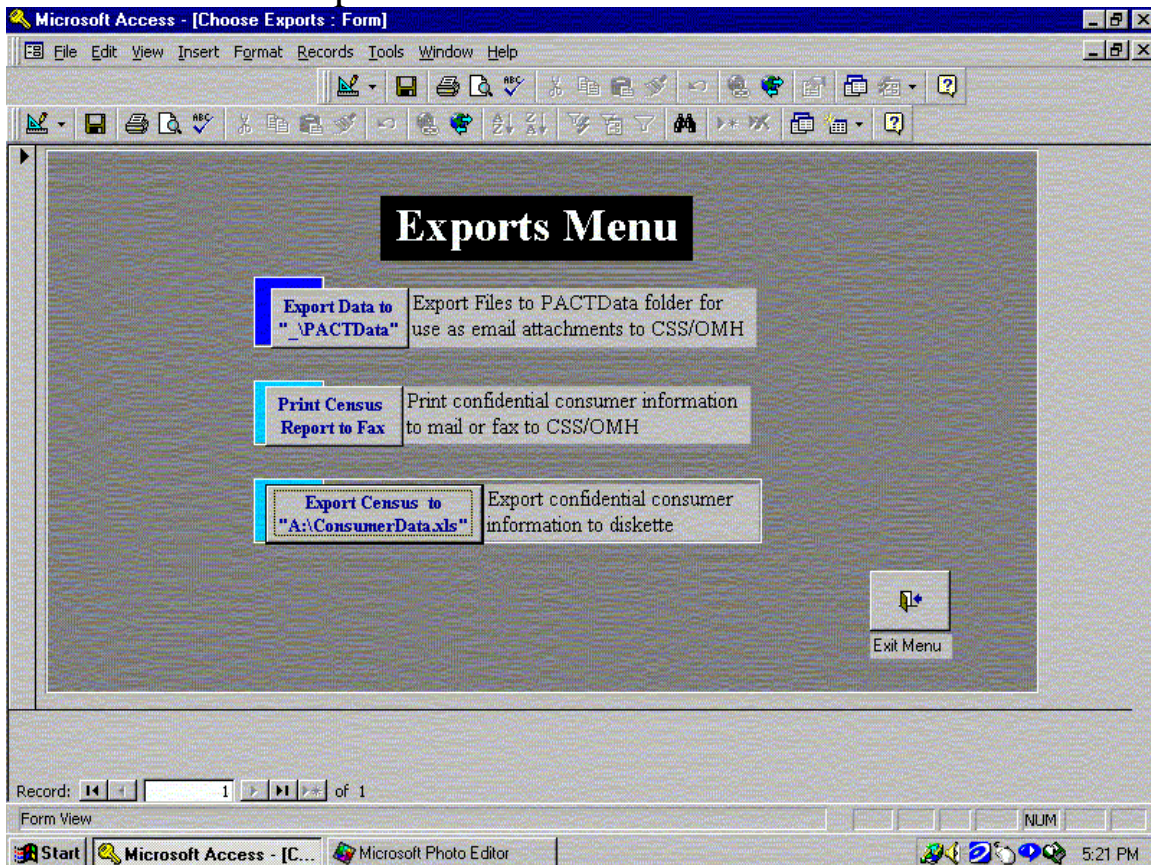 Microsoft Access - [Choose Exports : Form]
File Edit View Insert Format Records Tools Window Help
Exports Menu
Export Data to
"_\PACTData"
Export Files to PACTData folder for
use as email attachments to CSS/OMH
Print Census
Report to Fax
Print confidential consumer information
to mail or fax to CSS/OMH
Export Census to
"A:\ConsumerData.xls"
Export confidential consumer
information to diskette
Exit Menu
Record: 1 of 1
Form View NUM
Start Microsoft Access - [C... Microsoft Photo Editor 5:21 PM